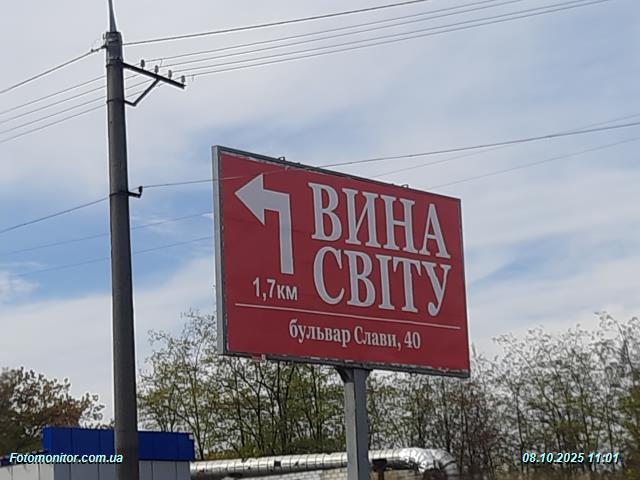 ВИНА
СВІТУ
1,7км
бульвар Слави, 40
Fotomonitor.com.ua
08.10.2025 11:01